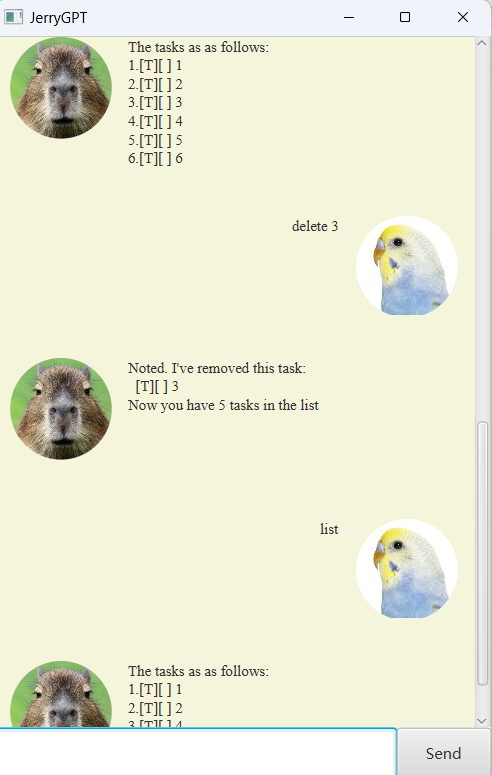 JerryGPT
The tasks as as follows:
1.[T][ ] 1
2.[T][ ] 2
3.[T][ ] 3
4.[T][ ] 4
5.[T][ ] 5
6.[T][ ] 6
delete 3
Noted. I've removed this task:
[T][ ] 3
Now you have 5 tasks in the list
list
The tasks as as follows:
1.[T][ ] 1
2.[T][ ] 2
3.[T][ ] 4
Send